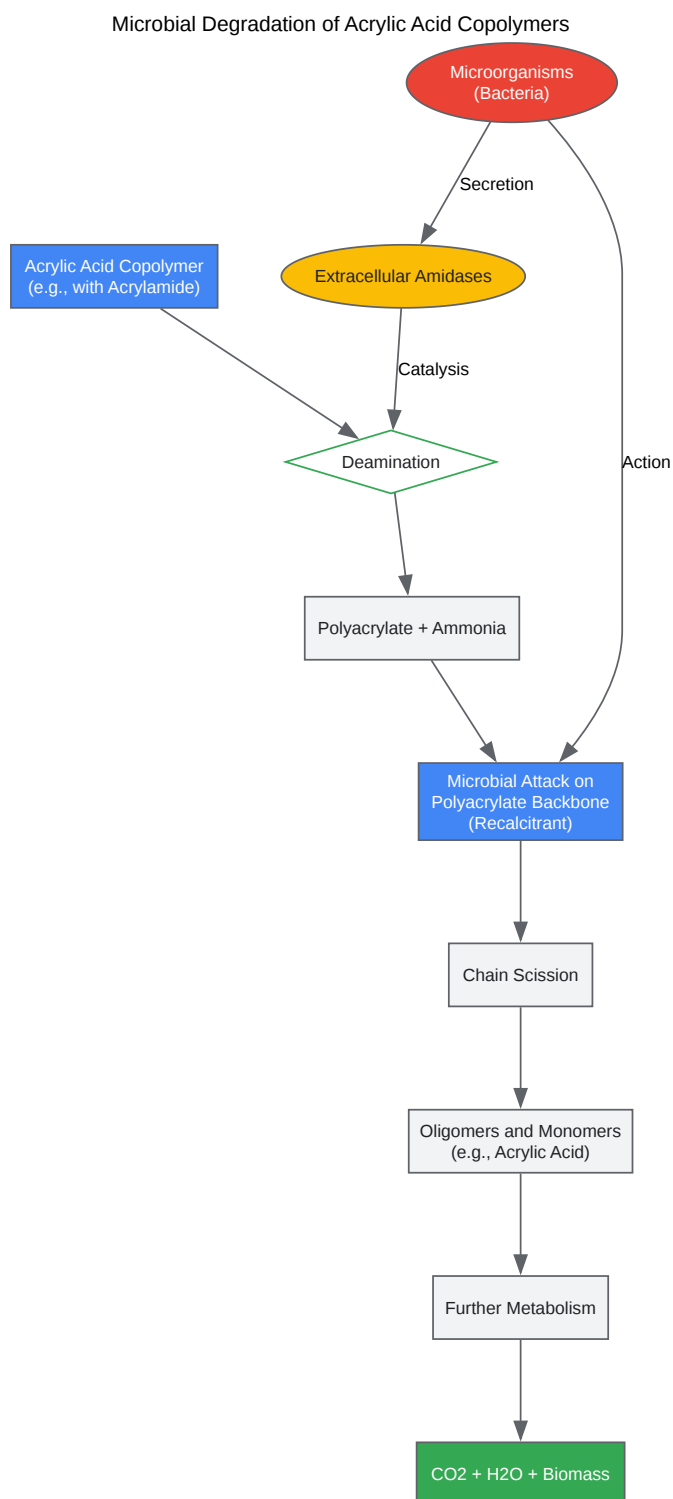 Microbial Degradation of Acrylic Acid Copolymers
Microorganisms
(Bacteria)
Secretion
Acrylic Acid Copolymer
(e.g., with Acrylamide)
Extracellular Amidases
Catalysis
Deamination
Action
Polyacrylate + Ammonia
Microbial Attack on
Polyacrylate Backbone
(Recalcitrant)
Chain Scission
Oligomers and Monomers
(e.g., Acrylic Acid)
Further Metabolism
CO2 + H2O + Biomass